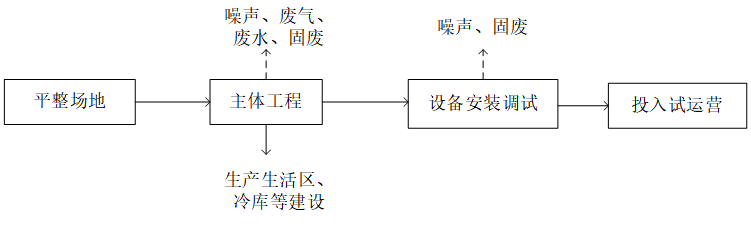 噪声、废气、
废水、固废
噪声、固废
平整场地
主体工程
设备安装调试
投入试运营
生产生活区、
冷库等建设